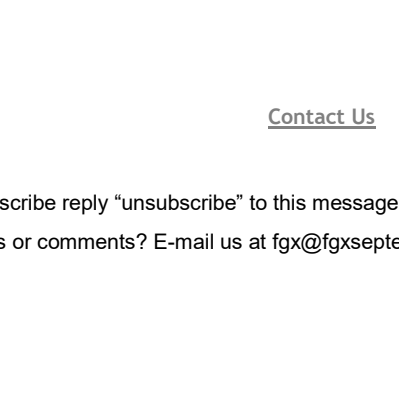 Contact Us
scribe reply “unsubscribe” to this message
s or comments? E-mail us at fgx@fgxsepte